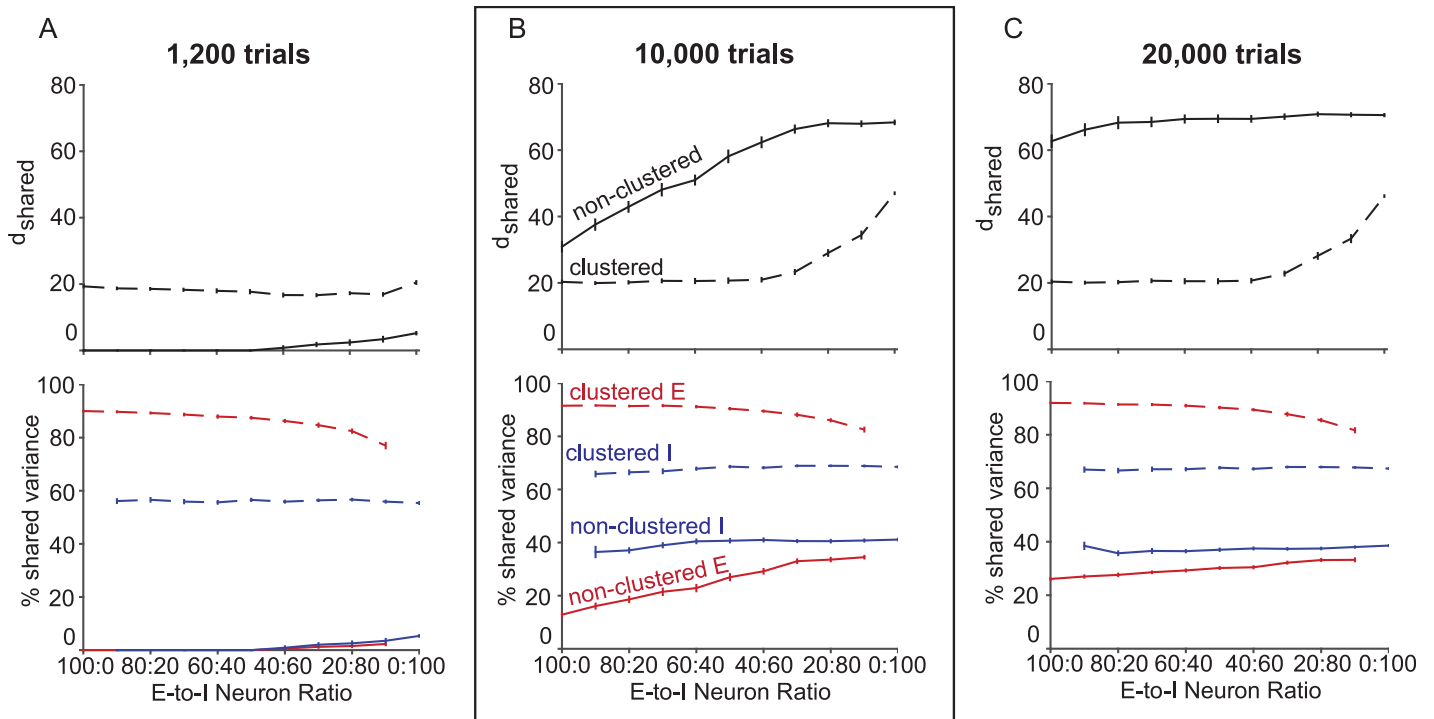 A
1,200 trials
80
60
40
20
0
d shared
100
80
60
40
20
0
% shared variance
100:0 80:20 60:40 40:60 20:80 0:100
E-to-I Neuron Ratio
B
10,000 trials
80
60
40
20
0
d shared
non-clustered
clustered
100
80
60
40
20
0
% shared variance
clustered E
clustered I
non-clustered I
non-clustered E
100:0 80:20 60:40 40:60 20:80 0:100
E-to-I Neuron Ratio
C
20,000 trials
80
60
40
20
0
d shared
100
80
60
40
20
0
% shared variance
100:0 80:20 60:40 40:60 20:80 0:100
E-to-I Neuron Ratio